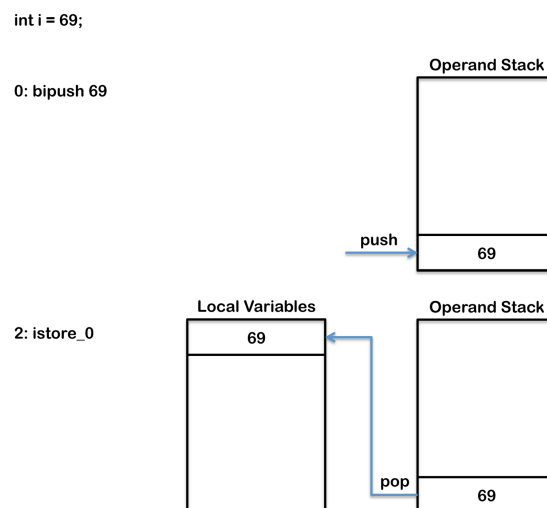 int i = 69;
Operand Stack
0: bipush 69
push
69
Local Variables
Operand Stack
2: istore_0
69
pop
69